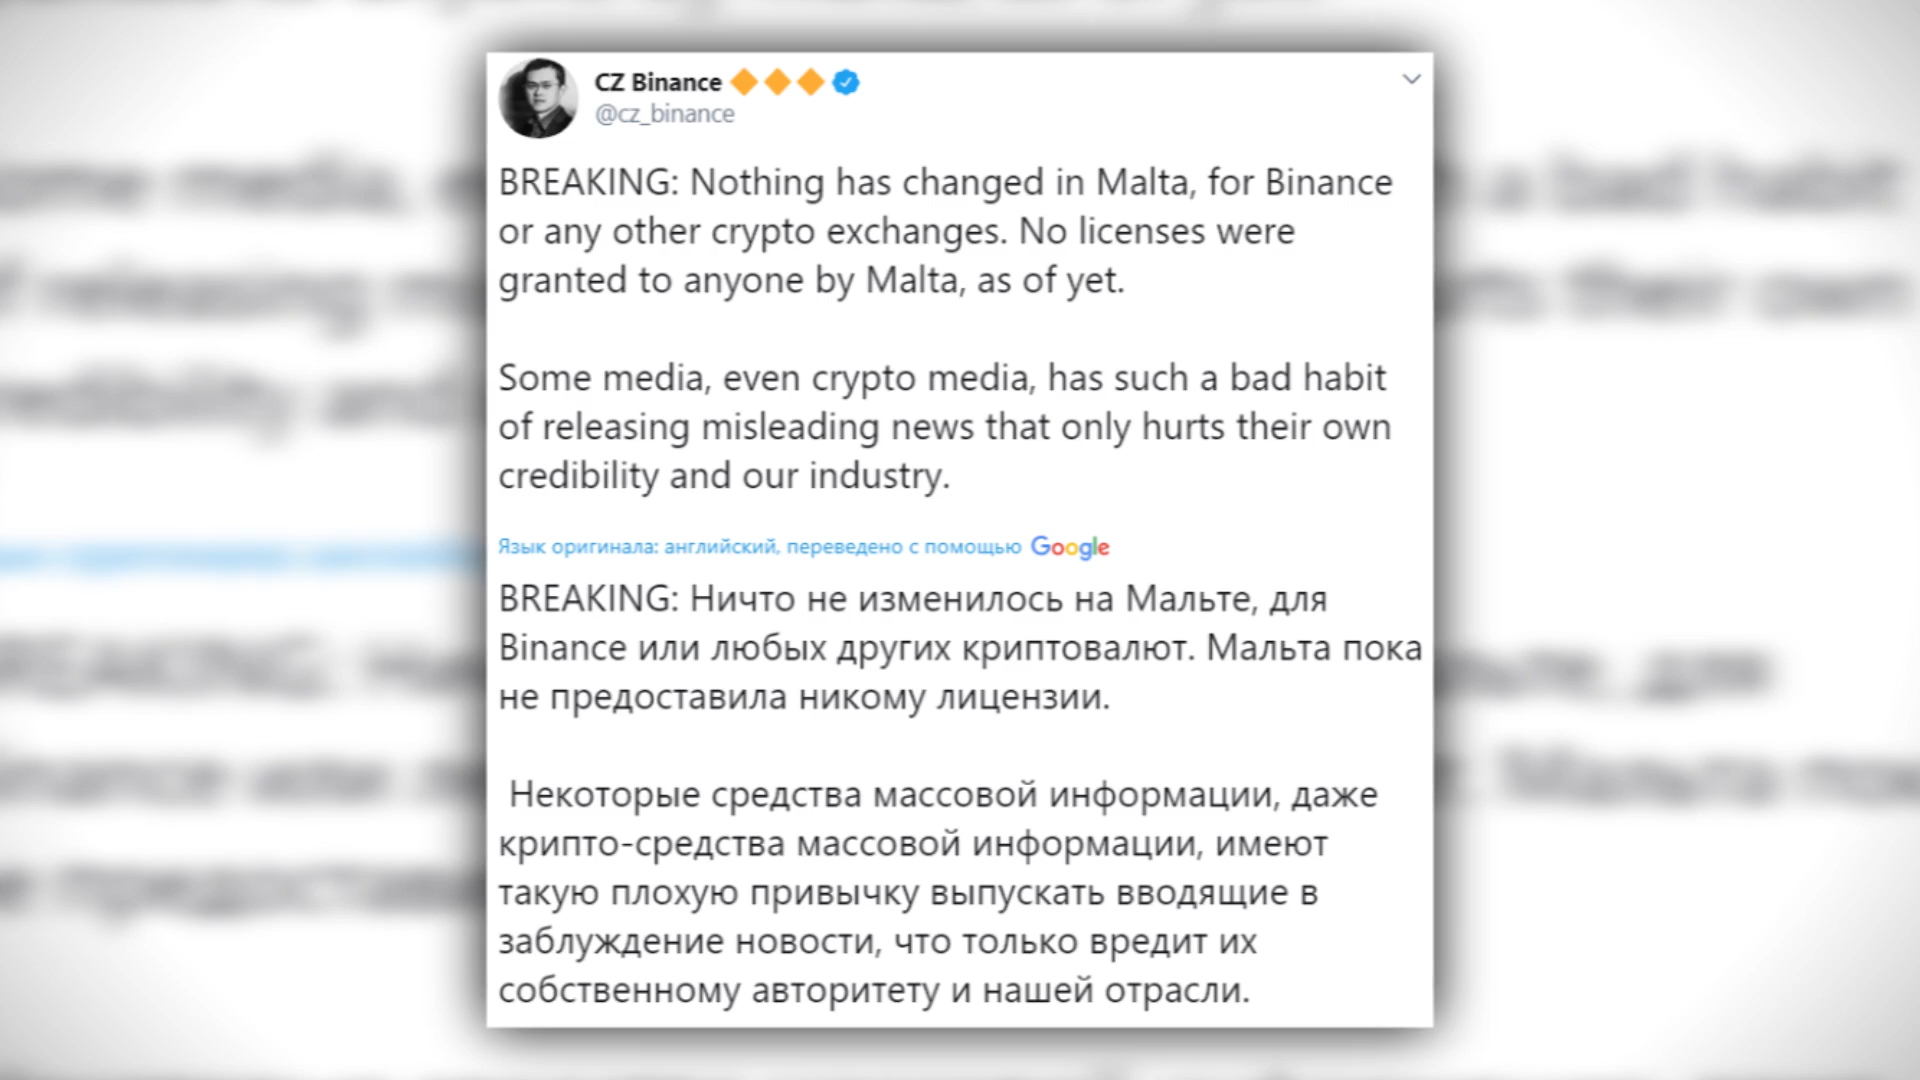 CZ Binance 🔶🔶🔶
@cz_binance
BREAKING: Nothing has changed in Malta, for Binance
or any other crypto exchanges. No licenses were
granted to anyone by Malta, as of yet.
Some media, even crypto media, has such a bad habit
of releasing misleading news that only hurts their own
credibility and our industry.
Язык оригинала: английский, переведено с помощью Google
BREAKING: Ничто не изменилось на Мальте, для
Binance или любых других криптовалют. Мальта пока
не предоставила никому лицензии.
Некоторые средства массовой информации, даже
крипто-средства массовой информации, имеют
такую плохую привычку выпускать вводящие в
заблуждение новости, что только вредит их
собственному авторитету и нашей отрасли.